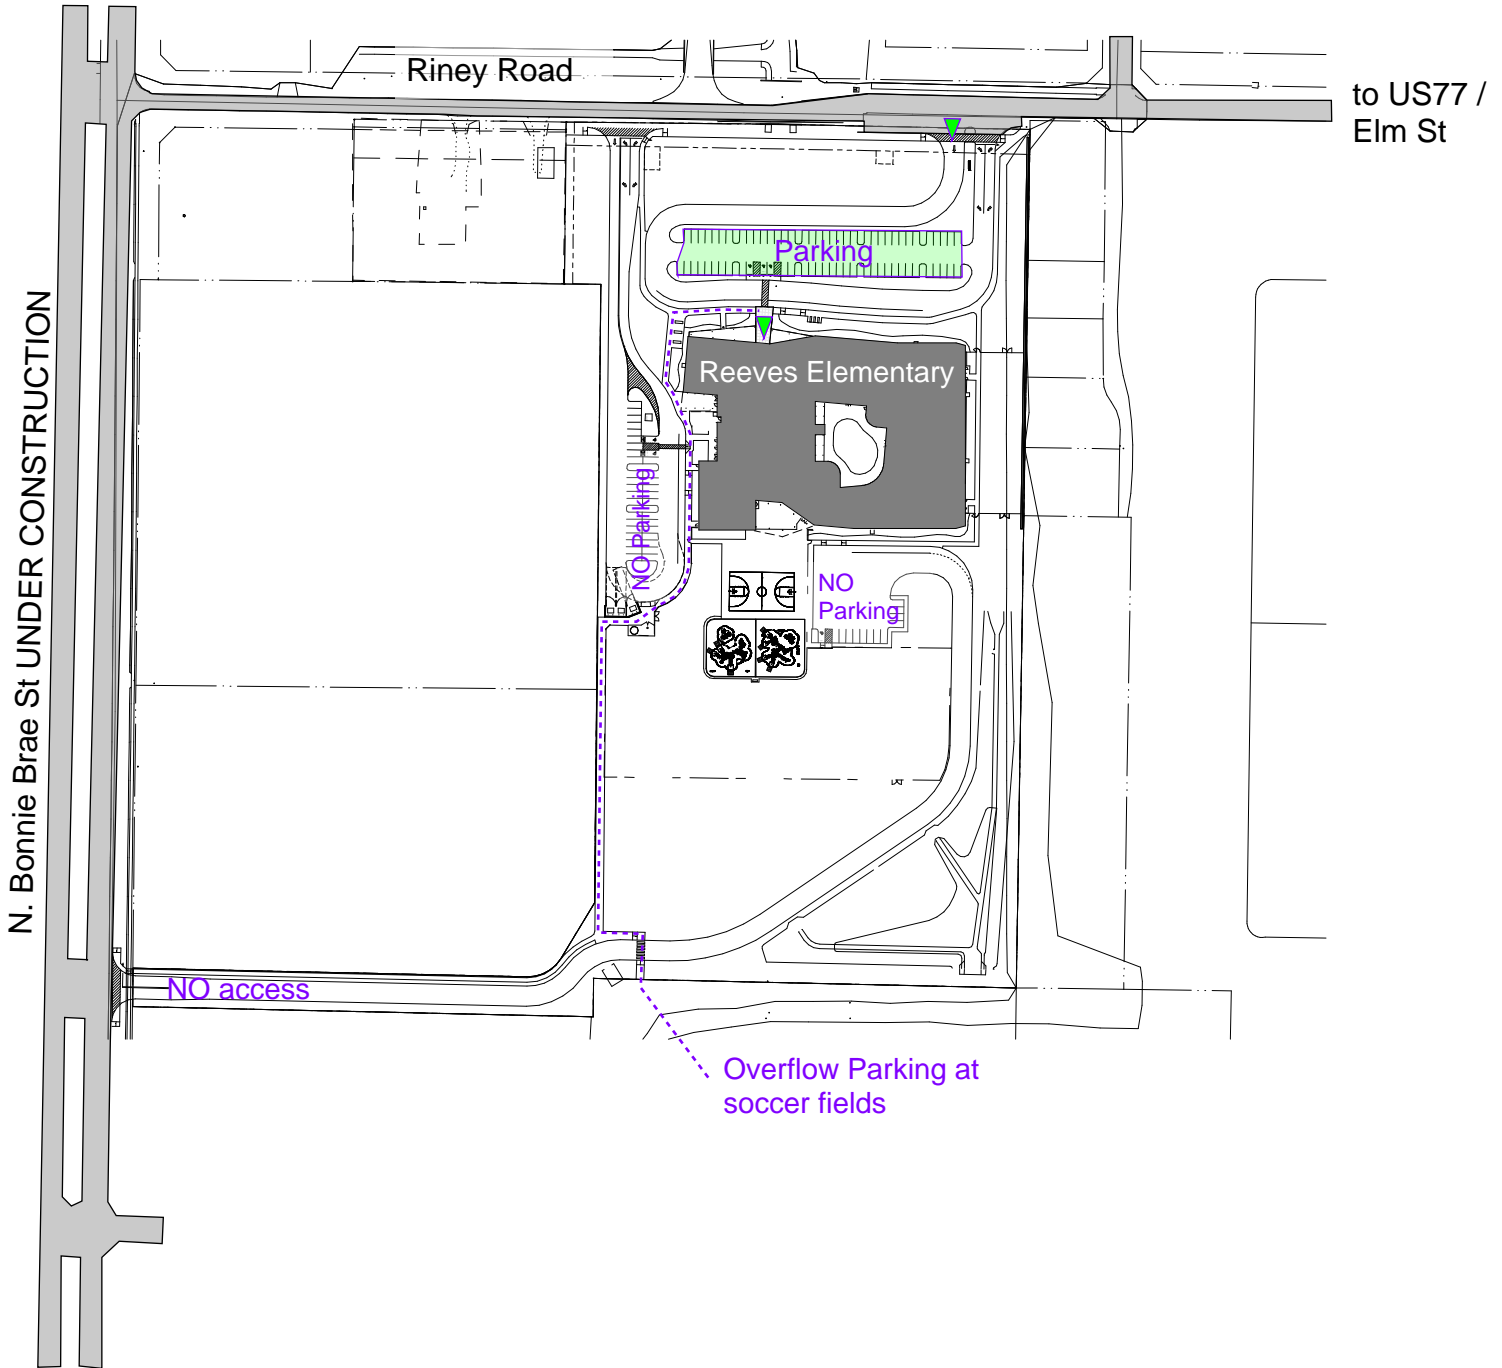 Riney Road
to US77 /
Elm St
Parking
Reeves Elementary
N. Bonnie Brae St UNDER CONSTRUCTION
NO Parking
NO
Parking
NO access
Overflow Parking at
soccer fields